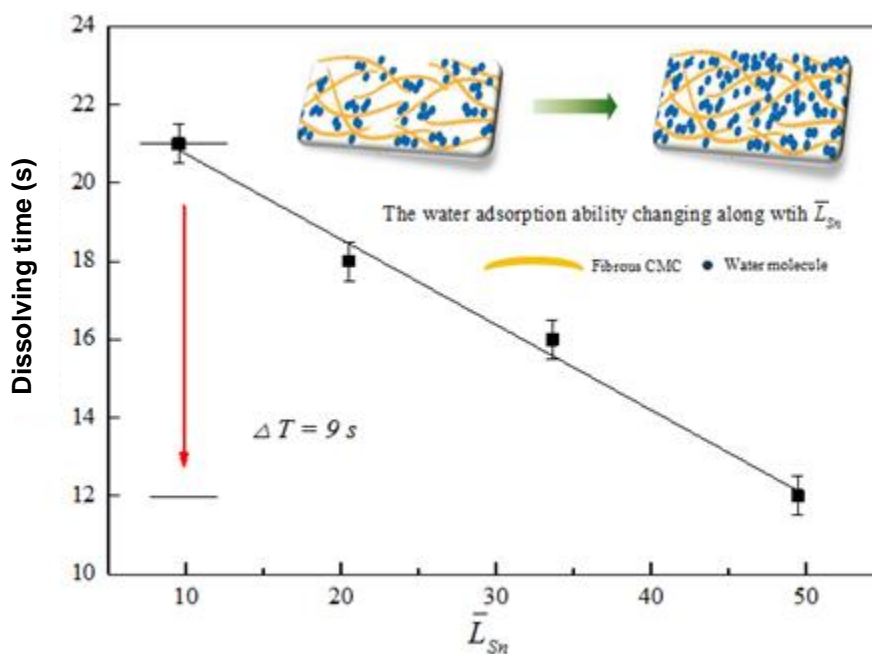 24
22
20
18
16
14
12
10
Dissolving time (s)
The water adsorption ability changing along wtih L̄Sn
Fibrous CMC
Water molecule
△ T = 9 s
10 20 30 40 50
L̄Sn